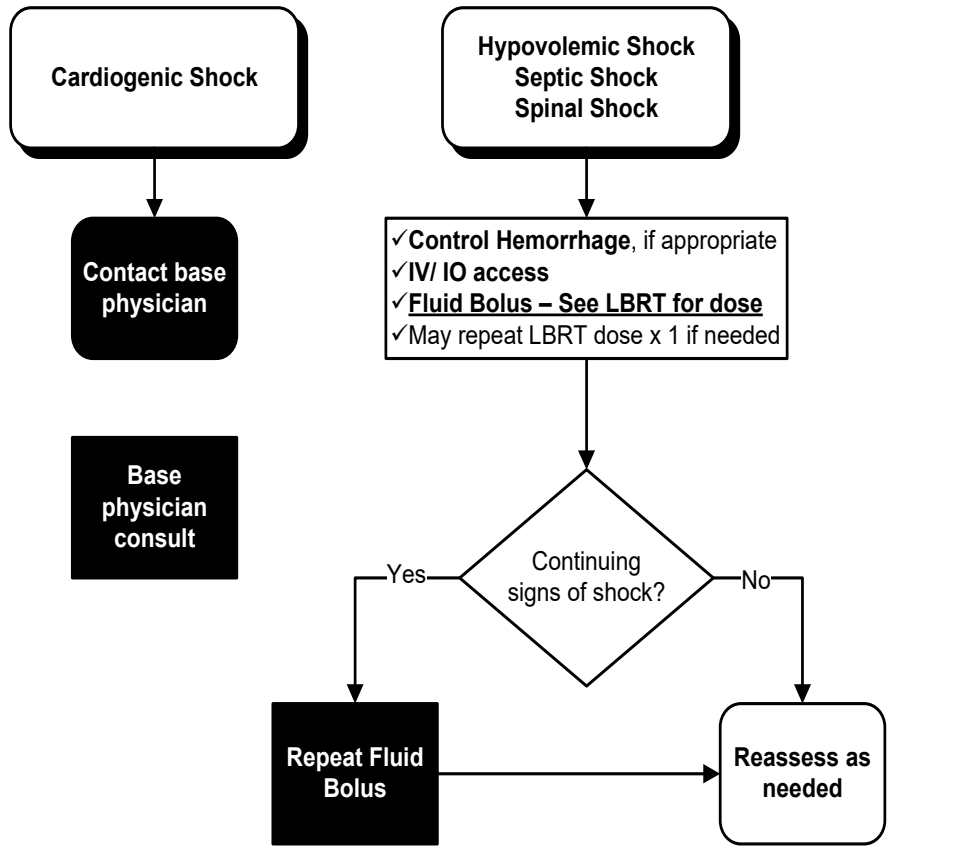 Cardiogenic Shock
Hypovolemic Shock
Septic Shock
Spinal Shock
Contact base
physician
✓Control Hemorrhage, if appropriate
✓IV/ IO access
✓Fluid Bolus – See LBRT for dose
✓May repeat LBRT dose x 1 if needed
Base
physician
consult
Continuing
signs of shock?
Yes
No
Repeat Fluid
Bolus
Reassess as
needed